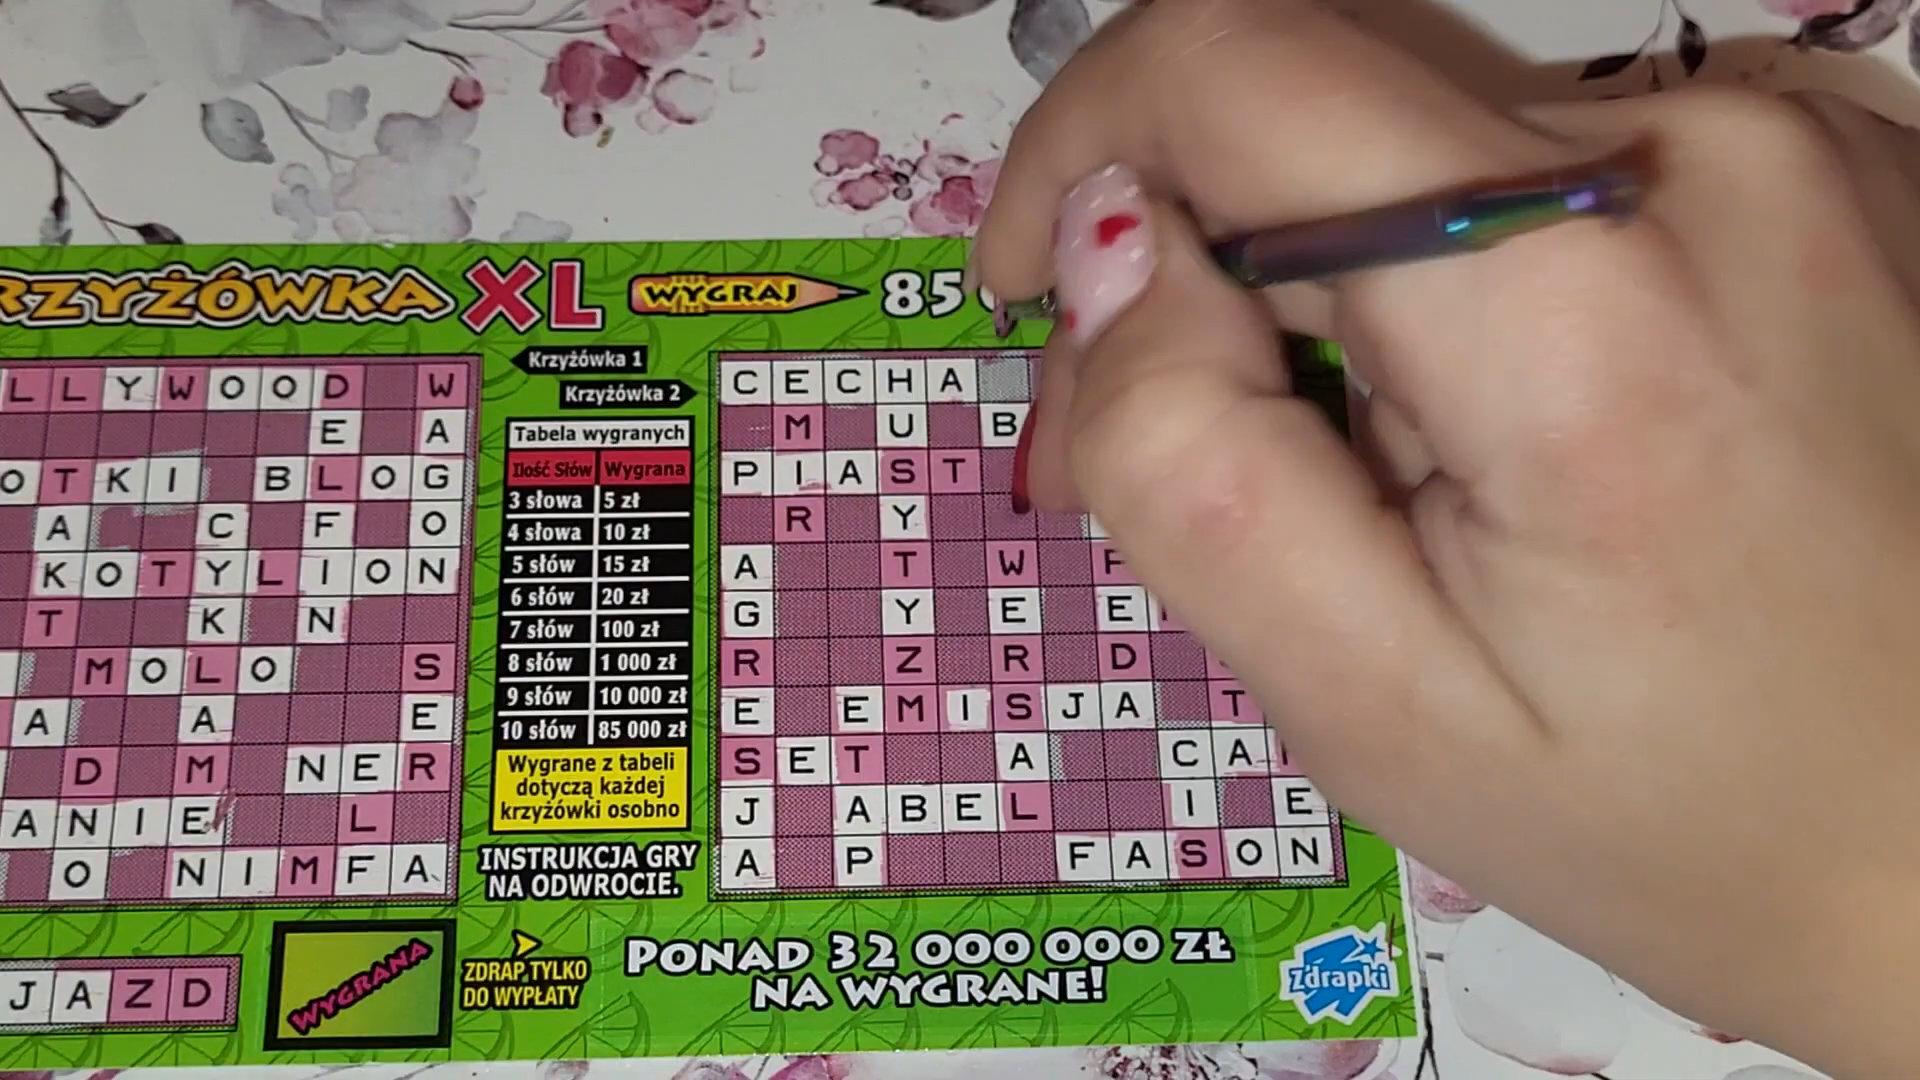 RZYŻÓWKA XL WYGRAJ 85
Krzyżówka 1
Krzyżówka 2
Tabela wygranych
Ilość Słów Wygrana
3 słowa 5 zł
4 słowa 10 zł
5 słów 15 zł
6 słów 20 zł
7 słów 100 zł
8 słów 1 000 zł
9 słów 10 000 zł
10 słów 85 000 zł
Wygrane z tabeli
dotyczą każdej
krzyżówki osobno
INSTRUKCJA GRY
NA ODWROCIE.
LLYWOOD W
E A
OTKI BLOG
A C F O
KOTYLION
T K N
MOLO S
A A E
D M NER
ANIE L
O NIMFA
JAZD
WYGRANA
ZDRAP TYLKO
DO WYPŁATY
CECHA
M U B
PIAST
R Y
A T W
G Y E E
R Z R D
E EMISJA T
SET A CA
J ABEL I E
A P FASON
PONAD 32 000 000 ZŁ
NA WYGRANE!
Zdrapki